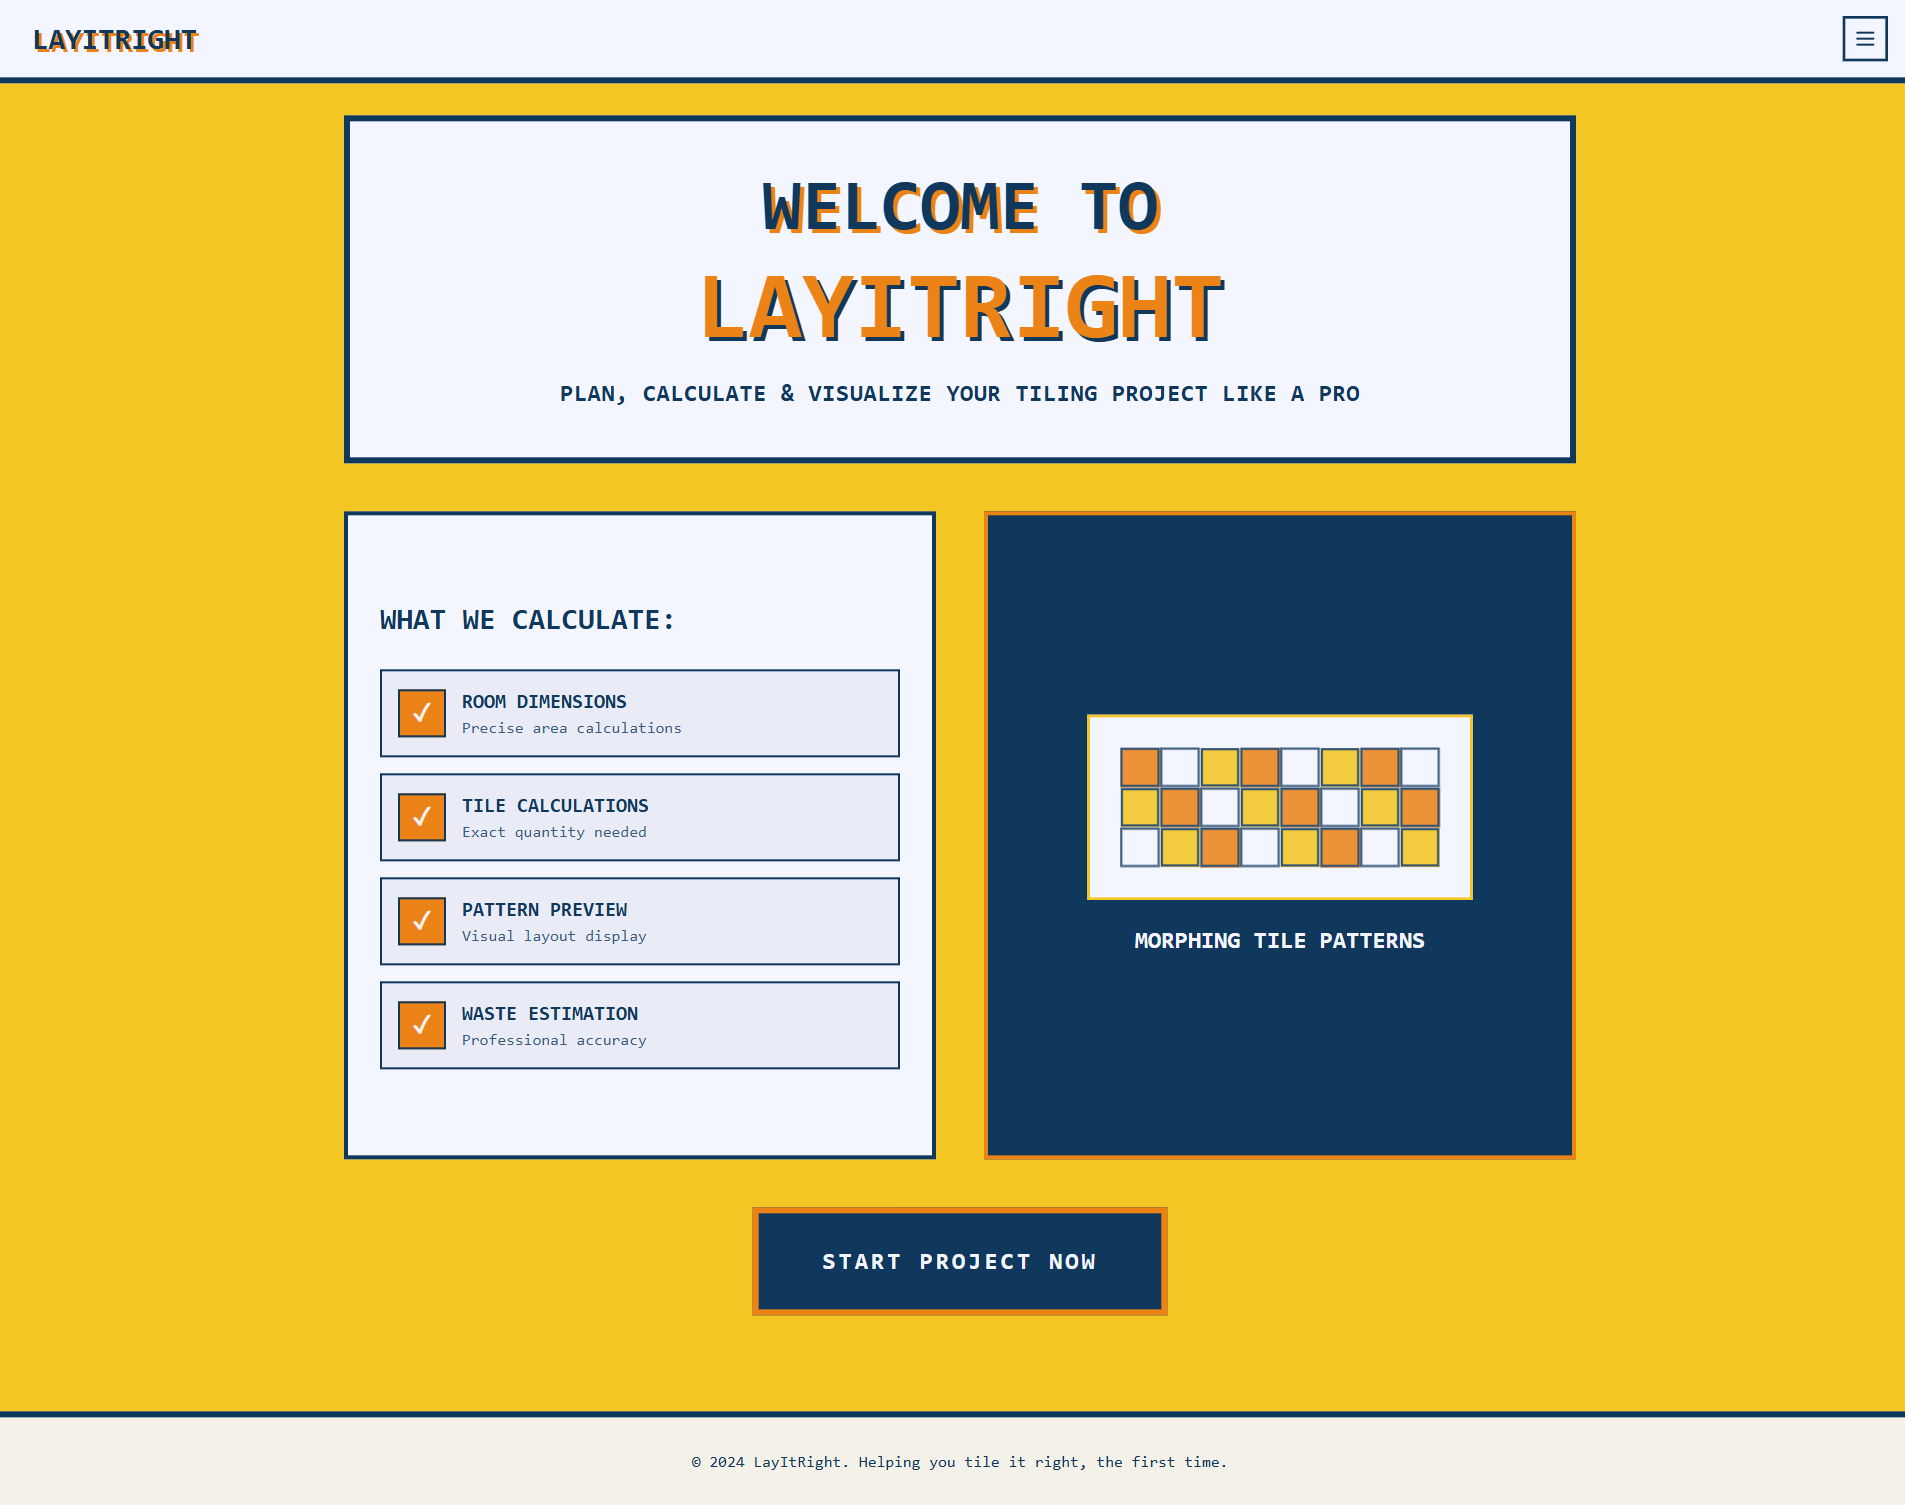 LAYITRIGHT
WELCOME TO
LAYITRIGHT
PLAN, CALCULATE & VISUALIZE YOUR TILING PROJECT LIKE A PRO
WHAT WE CALCULATE:
ROOM DIMENSIONS
Precise area calculations
TILE CALCULATIONS
Exact quantity needed
PATTERN PREVIEW
Visual layout display
WASTE ESTIMATION
Professional accuracy
MORPHING TILE PATTERNS
START PROJECT NOW
© 2024 LayItRight. Helping you tile it right, the first time.